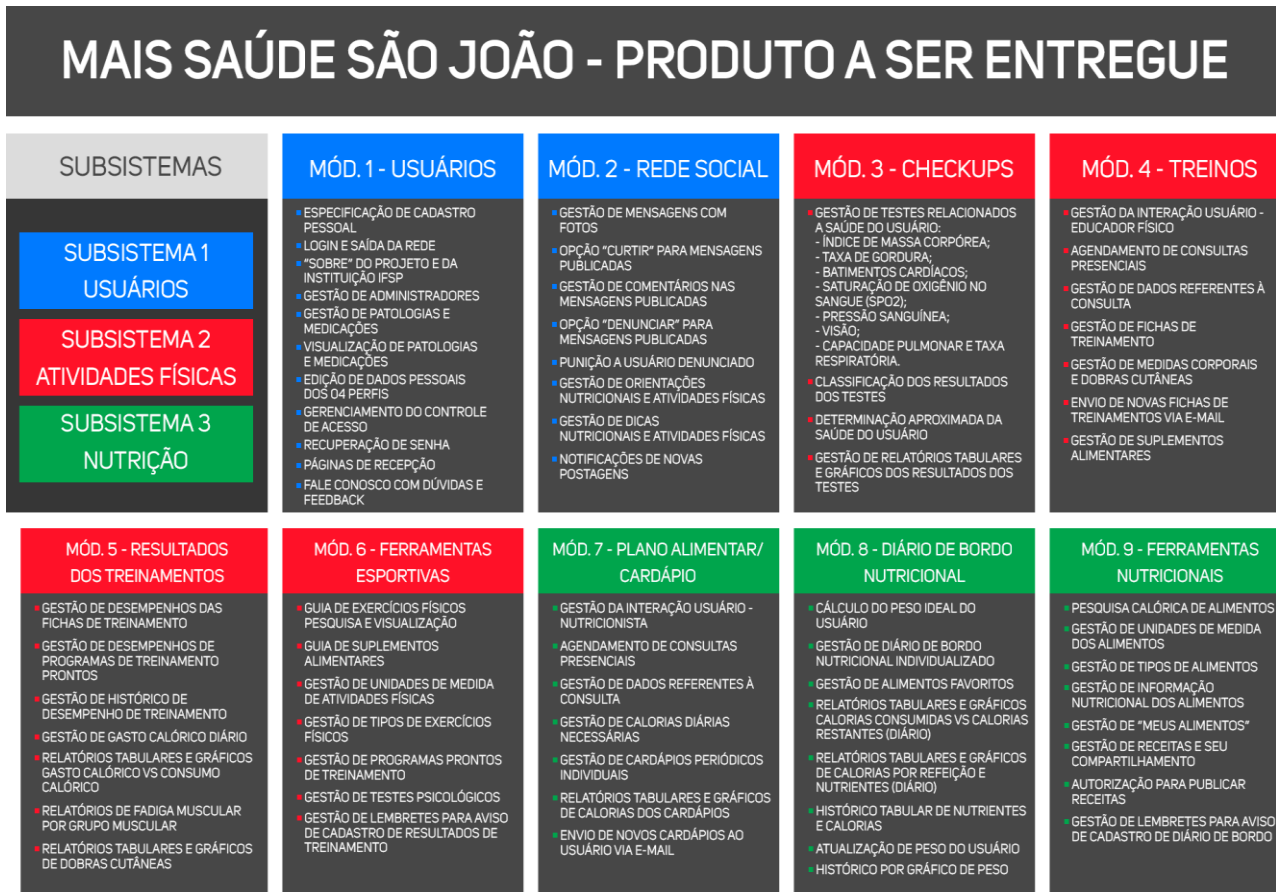 MAIS SAÚDE SÃO JOÃO - PRODUTO A SER ENTREGUE
SUBSISTEMAS
SUBSISTEMA 1
USUÁRIOS
SUBSISTEMA 2
ATIVIDADES FÍSICAS
SUBSISTEMA 3
NUTRIÇÃO
MÓD. 1 - USUÁRIOS
ESPECIFICAÇÃO DE CADASTRO
PESSOAL
LOGIN E SAÍDA DA REDE
"SOBRE" DO PROJETO E DA
INSTITUIÇÃO IFSP
GESTÃO DE ADMINISTRADORES
GESTÃO DE PATOLOGIAS E
MEDICAÇÕES
VISUALIZAÇÃO DE PATOLOGIAS
E MEDICAÇÕES
EDIÇÃO DE DADOS PESSOAIS
DOS 04 PERFIS
GERENCIAMENTO DO CONTROLE
DE ACESSO
RECUPERAÇÃO DE SENHA
PÁGINAS DE RECEPÇÃO
FALE CONOSCO COM DÚVIDAS E
FEEDBACK
MÓD. 2 - REDE SOCIAL
GESTÃO DE MENSAGENS COM
FOTOS
OPÇÃO "CURTIR" PARA MENSAGENS
PUBLICADAS
GESTÃO DE COMENTÁRIOS NAS
MENSAGENS PUBLICADAS
OPÇÃO "DENUNCIAR" PARA
MENSAGENS PUBLICADAS
PUNIÇÃO A USUÁRIO DENUNCIADO
GESTÃO DE ORIENTAÇÕES
NUTRICIONAIS E ATIVIDADES FÍSICAS
GESTÃO DE DICAS
NUTRICIONAIS E ATIVIDADES FÍSICAS
NOTIFICAÇÕES DE NOVAS
POSTAGENS
MÓD. 3 - CHECKUPS
GESTÃO DE TESTES RELACIONADOS
A SAÚDE DO USUÁRIO:
- ÍNDICE DE MASSA CORPÓREA;
- TAXA DE GORDURA;
- BATIMENTOS CARDÍACOS;
- SATURAÇÃO DE OXIGÊNIO NO
SANGUE (SPO2);
- PRESSÃO SANGUÍNEA;
- VISÃO;
- CAPACIDADE PULMONAR E TAXA
RESPIRATÓRIA.
CLASSIFICAÇÃO DOS RESULTADOS
DOS TESTES
DETERMINAÇÃO APROXIMADA DA
SAÚDE DO USUÁRIO
GESTÃO DE RELATÓRIOS TABULARES
E GRÁFICOS DOS RESULTADOS DOS
TESTES
MÓD. 4 - TREINOS
GESTÃO DA INTERAÇÃO USUÁRIO -
EDUCADOR FÍSICO
AGENDAMENTO DE CONSULTAS
PRESENCIAIS
GESTÃO DE DADOS REFERENTES À
CONSULTA
GESTÃO DE FICHAS DE
TREINAMENTO
GESTÃO DE MEDIDAS CORPORAIS
E DOBRAS CUTÂNEAS
ENVIO DE NOVAS FICHAS DE
TREINAMENTOS VIA E-MAIL
GESTÃO DE SUPLEMENTOS
ALIMENTARES
MÓD. 5 - RESULTADOS
DOS TREINAMENTOS
GESTÃO DE DESEMPENHOS DAS
FICHAS DE TREINAMENTO
GESTÃO DE DESEMPENHOS DE
PROGRAMAS DE TREINAMENTO
PRONTOS
GESTÃO DE HISTÓRICO DE
DESEMPENHO DE TREINAMENTO
GESTÃO DE GASTO CALÓRICO DIÁRIO
RELATÓRIOS TABULARES E GRÁFICOS
GASTO CALÓRICO VS CONSUMO
CALÓRICO
RELATÓRIOS DE FADIGA MUSCULAR
POR GRUPO MUSCULAR
RELATÓRIOS TABULARES E GRÁFICOS
DE DOBRAS CUTÂNEAS
MÓD. 6 - FERRAMENTAS
ESPORTIVAS
GUIA DE EXERCÍCIOS FÍSICOS
PESQUISA E VISUALIZAÇÃO
GUIA DE SUPLEMENTOS
ALIMENTARES
GESTÃO DE UNIDADES DE MEDIDA
DE ATIVIDADES FÍSICAS
GESTÃO DE TIPOS DE EXERCÍCIOS
FÍSICOS
GESTÃO DE PROGRAMAS PRONTOS
DE TREINAMENTO
GESTÃO DE TESTES PSICOLÓGICOS
GESTÃO DE LEMBRETES PARA AVISO
DE CADASTRO DE RESULTADOS DE
TREINAMENTO
MÓD. 7 - PLANO ALIMENTAR/
CARDÁPIO
GESTÃO DA INTERAÇÃO USUÁRIO -
NUTRICIONISTA
AGENDAMENTO DE CONSULTAS
PRESENCIAIS
GESTÃO DE DADOS REFERENTES À
CONSULTA
GESTÃO DE CALORIAS DIÁRIAS
NECESSÁRIAS
GESTÃO DE CARDÁPIOS PERIÓDICOS
INDIVIDUAIS
RELATÓRIOS TABULARES E GRÁFICOS
DE CALORIAS DOS CARDÁPIOS
ENVIO DE NOVOS CARDÁPIOS AO
USUÁRIO VIA E-MAIL
MÓD. 8 - DIÁRIO DE BORDO
NUTRICIONAL
CÁLCULO DO PESO IDEAL DO
USUÁRIO
GESTÃO DE DIÁRIO DE BORDO
NUTRICIONAL INDIVIDUALIZADO
GESTÃO DE ALIMENTOS FAVORITOS
RELATÓRIOS TABULARES E GRÁFICOS
CALORIAS CONSUMIDAS VS CALORIAS
RESTANTES (DIÁRIO)
RELATÓRIOS TABULARES E GRÁFICOS
DE CALORIAS POR REFEIÇÃO E
NUTRIENTES (DIÁRIO)
HISTÓRICO TABULAR DE NUTRIENTES
E CALORIAS
ATUALIZAÇÃO DE PESO DO USUÁRIO
HISTÓRICO POR GRÁFICO DE PESO
MÓD. 9 - FERRAMENTAS
NUTRICIONAIS
PESQUISA CALÓRICA DE ALIMENTOS
GESTÃO DE UNIDADES DE MEDIDA
DOS ALIMENTOS
GESTÃO DE TIPOS DE ALIMENTOS
GESTÃO DE INFORMAÇÃO
NUTRICIONAL DOS ALIMENTOS
GESTÃO DE "MEUS ALIMENTOS"
GESTÃO DE RECEITAS E SEU
COMPARTILHAMENTO
AUTORIZAÇÃO PARA PUBLICAR
RECEITAS
GESTÃO DE LEMBRETES PARA AVISO
DE CADASTRO DE DIÁRIO DE BORDO